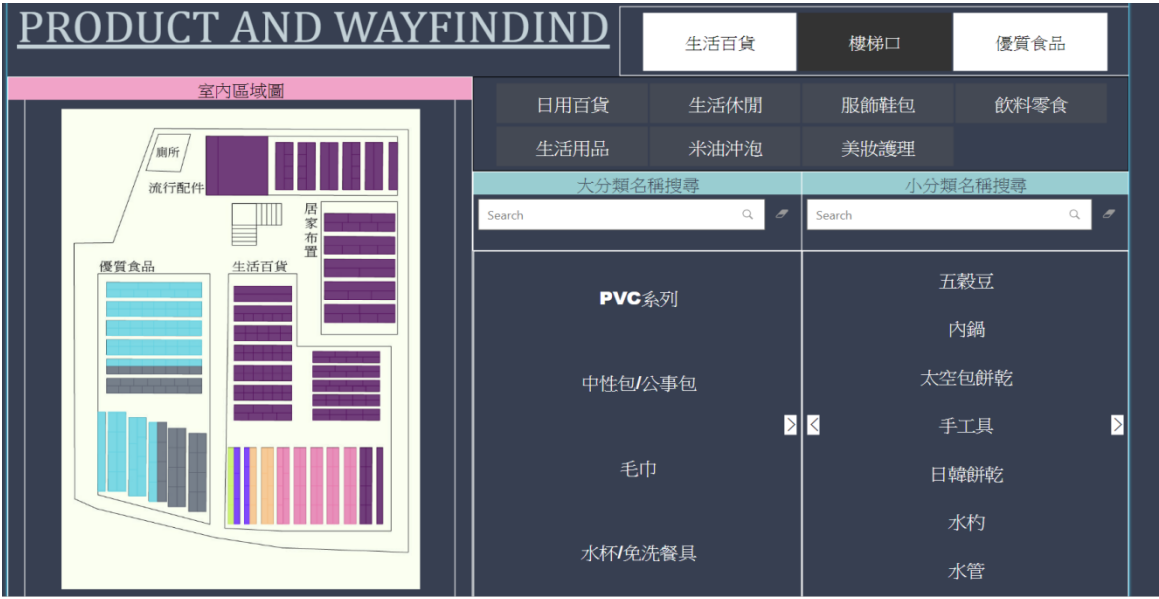 PRODUCT AND WAYFINDIND
生活百貨 樓梯口 優質食品
室內區域圖
廁所
流行配件
居家布置
優質食品
生活百貨
日用百貨 生活休閒 服飾鞋包 飲料零食
生活用品 米油沖泡 美妝護理
大分類名稱搜尋
Search
PVC系列
中性包/公事包
毛巾
水杯/免洗餐具
小分類名稱搜尋
Search
五穀豆
內鍋
太空包餅乾
手工具
日韓餅乾
水杓
水管